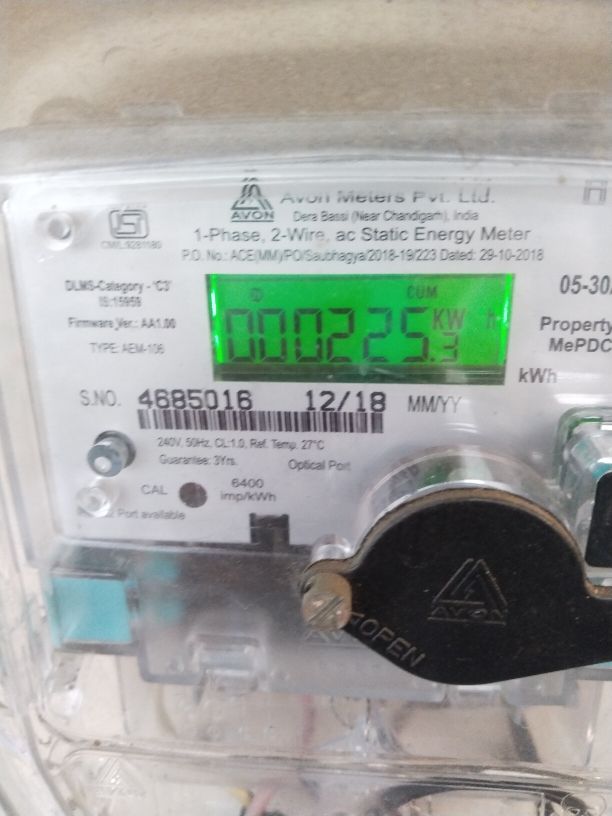 Avon Meters Pvt. Ltd.
AVON
Dera Bassi (Near Chandigarh), India
CM/L:9281180
1-Phase, 2-Wire, ac Static Energy Meter
P.O. No.: ACE(MM)/PO/Saubhagya/2018-19/223 Dated: 29-10-2018
DLMS-Category - 'C3'
IS:15959
Firmware Ver.: AA1.00
TYPE: AEM-106
CUM
000225.3 KW h
05-30
Property
MePDC
kWh
S.NO. 4685016 12/18 MM/YY
240V, 50Hz, CL:1.0, Ref. Temp. 27°C
Guarantee: 3Yrs.
Optical Port
CAL
6400
imp/kWh
Port available
AVON
OPEN